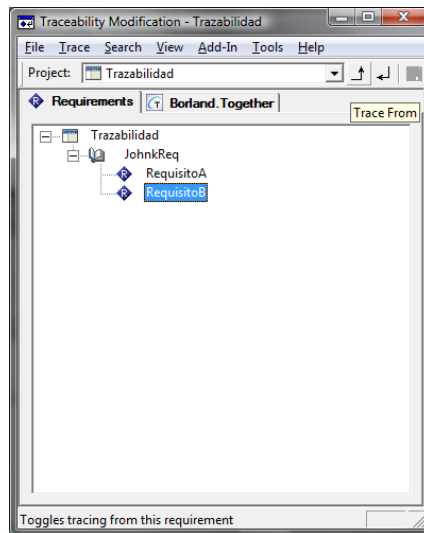 Traceability Modification - Trazabilidad
File Trace Search View Add-In Tools Help
Project: Trazabilidad
Requirements Borland.Together
Trace From
Trazabilidad
JohnkReq
RequisitoA
RequisitoB
Toggles tracing from this requirement